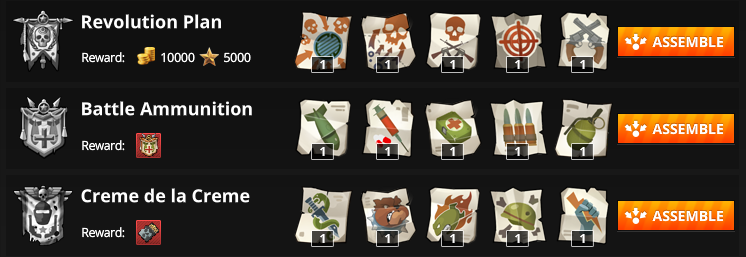 Revolution Plan
Reward: 10000 5000
1 1 1 1 1
ASSEMBLE
Battle Ammunition
Reward:
1 1 1 1 1
ASSEMBLE
Creme de la Creme
Reward:
1 1 1 1 1
ASSEMBLE